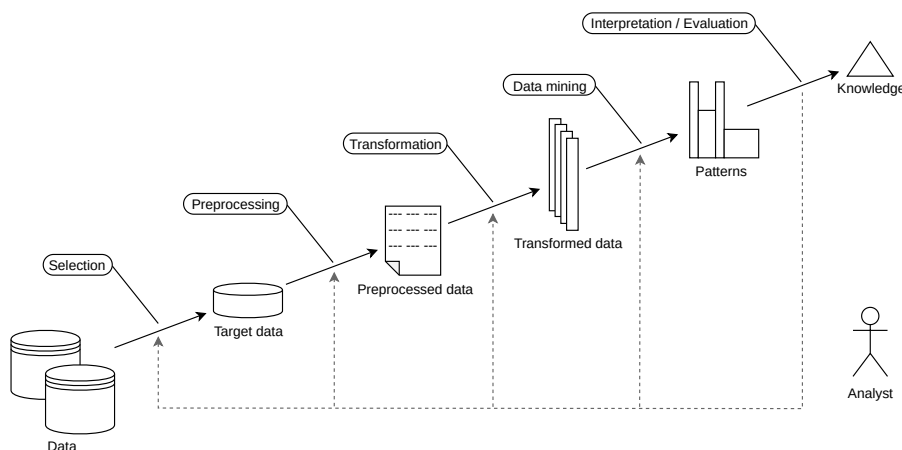 Interpretation / Evaluation
Knowledge
Data mining
Patterns
Transformation
Transformed data
Preprocessing
Preprocessed data
Selection
Target data
Data
Analyst